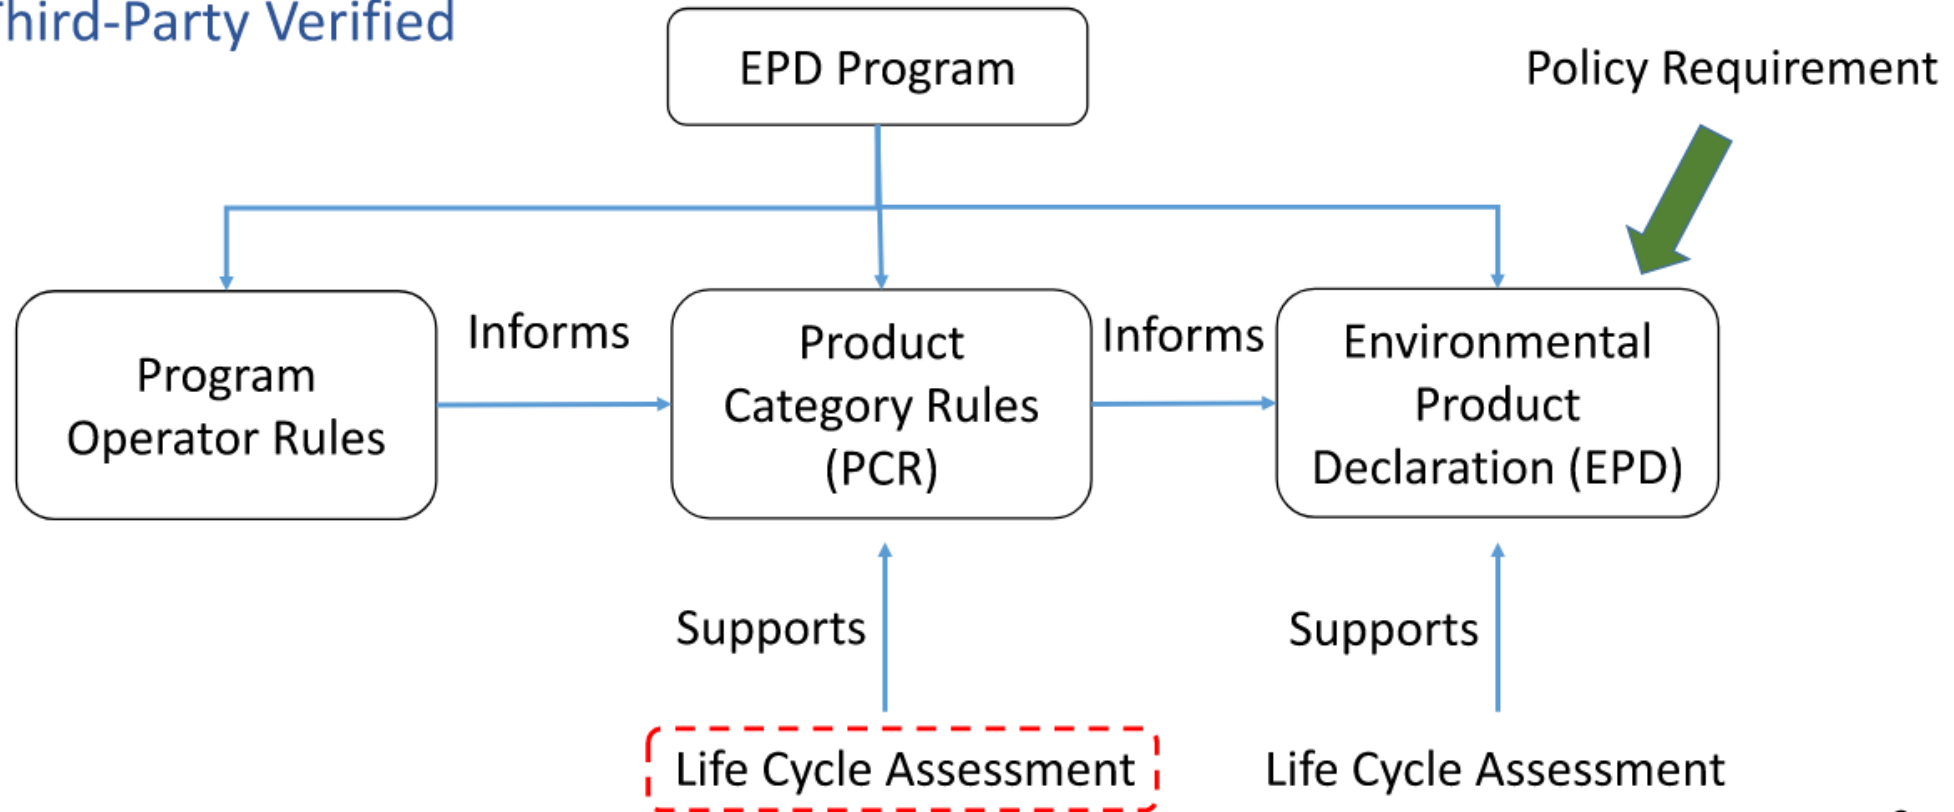 Third-Party Verified
EPD Program
Policy Requirement
Program
Operator Rules
Informs
Product
Category Rules
(PCR)
Informs
Environmental
Product
Declaration (EPD)
Supports
Supports
Life Cycle Assessment
Life Cycle Assessment